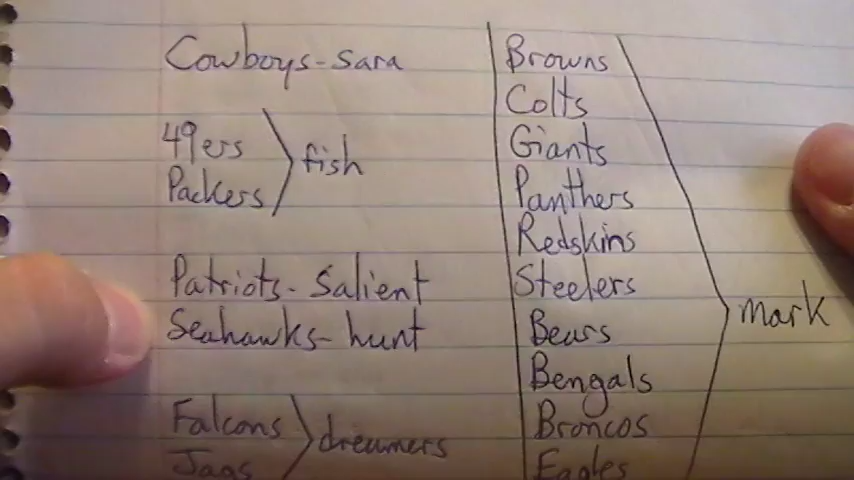 Cowboys-Sara
49ers
Packers
fish
Patriots-Salient
Seahawks-hunt
Falcons
Jags
dreamers
Browns
Colts
Giants
Panthers
Redskins
Steelers
Bears
Bengals
Broncos
Eagles
mark